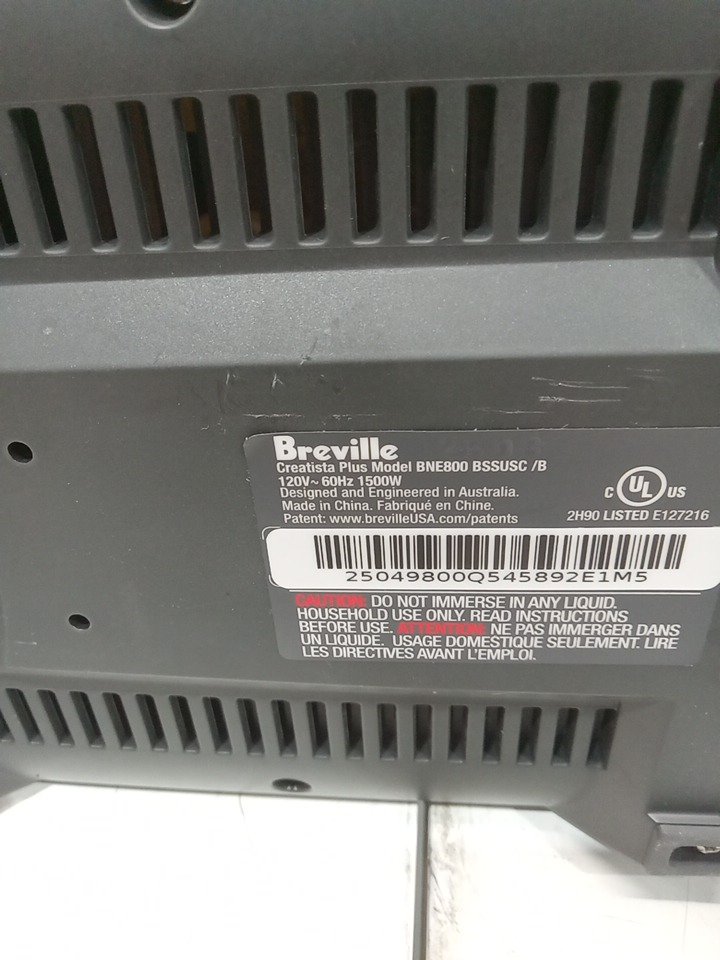 Breville
Creatista Plus Model BNE800 BSSUSC /B
120V~ 60Hz 1500W
Designed and Engineered in Australia.
Made in China. Fabriqué en Chine.
Patent: www.brevilleUSA.com/patents
C UL US
2H90 LISTED E127216
25049800Q545892E1M5
CAUTION: DO NOT IMMERSE IN ANY LIQUID.
HOUSEHOLD USE ONLY. READ INSTRUCTIONS
BEFORE USE. ATTENTION: NE PAS IMMERGER DANS
UN LIQUIDE. USAGE DOMESTIQUE SEULEMENT. LIRE
LES DIRECTIVES AVANT L'EMPLOI.